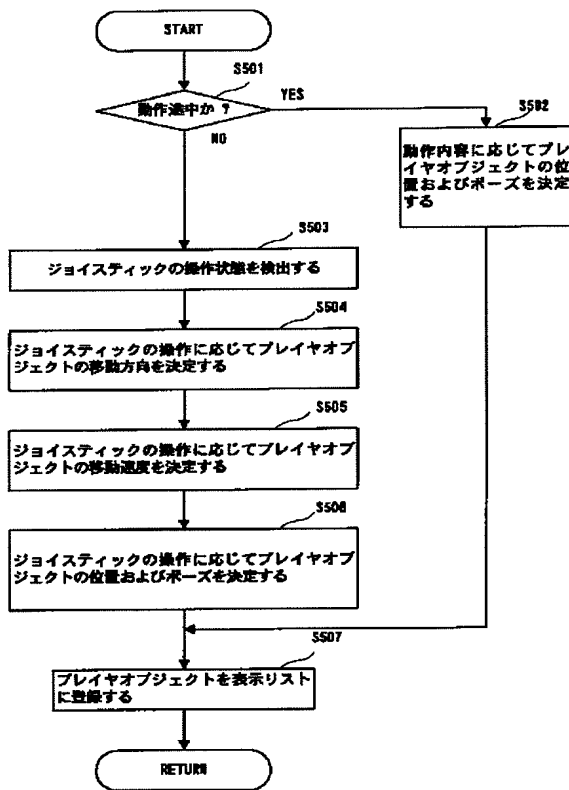 START
S501
動作途中か ?
YES
NO
S502
動作内容に応じてプレ
イヤオブジェクトの位
置およびポーズを決定
する
S503
ジョイスティックの操作状態を検出する
S504
ジョイスティックの操作に応じてプレイヤオブ
ジェクトの移動方向を決定する
S505
ジョイスティックの操作に応じてプレイヤオブ
ジェクトの移動速度を決定する
S506
ジョイスティックの操作に応じてプレイヤオブ
ジェクトの位置およびポーズを決定する
S507
プレイヤオブジェクトを表示リスト
に登録する
RETURN